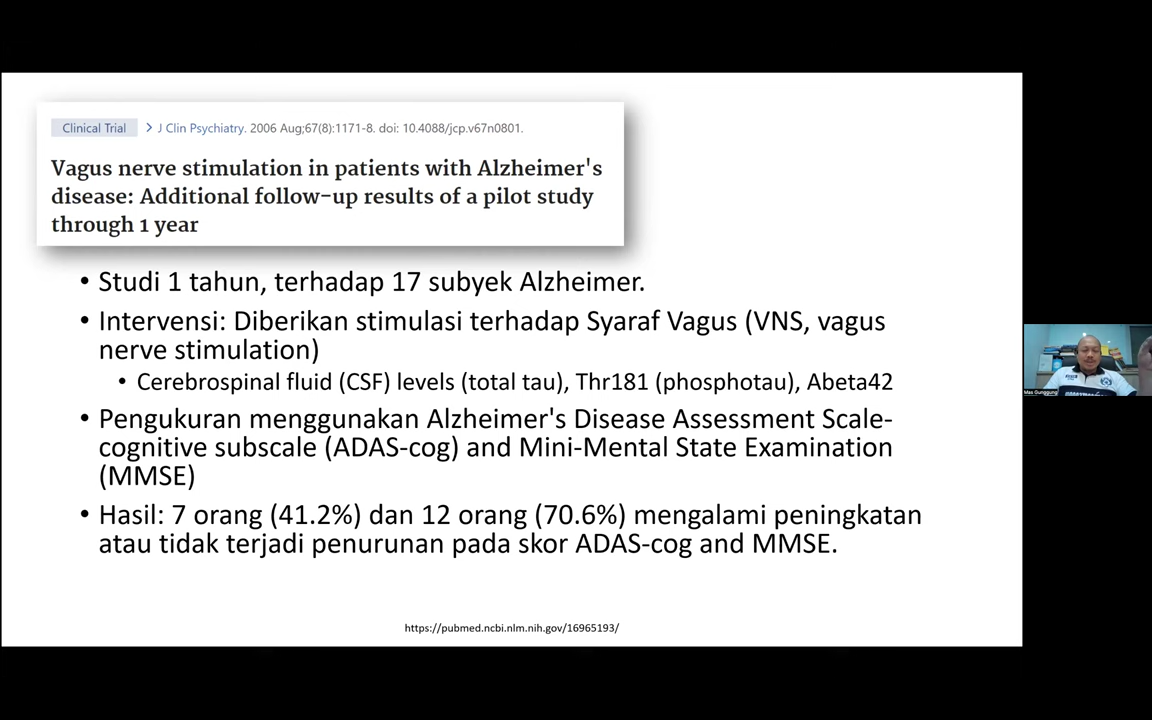 Clinical Trial > J Clin Psychiatry. 2006 Aug;67(8):1171-8. doi: 10.4088/jcp.v67n0801.
Vagus nerve stimulation in patients with Alzheimer's
disease: Additional follow-up results of a pilot study
through 1 year
• Studi 1 tahun, terhadap 17 subyek Alzheimer.
• Intervensi: Diberikan stimulasi terhadap Syaraf Vagus (VNS, vagus
nerve stimulation)
• Cerebrospinal fluid (CSF) levels (total tau), Thr181 (phosphotau), Abeta42
• Pengukuran menggunakan Alzheimer's Disease Assessment Scale-
cognitive subscale (ADAS-cog) and Mini-Mental State Examination
(MMSE)
• Hasil: 7 orang (41.2%) dan 12 orang (70.6%) mengalami peningkatan
atau tidak terjadi penurunan pada skor ADAS-cog and MMSE.
https://pubmed.ncbi.nlm.nih.gov/16965193/
Mas Gunggung